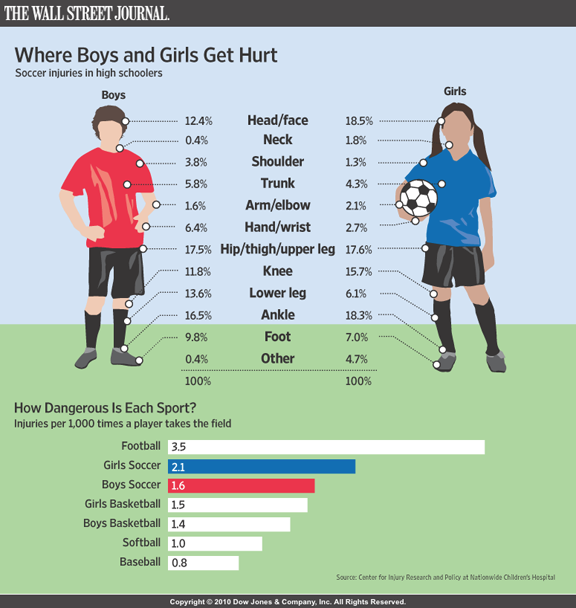 THE WALL STREET JOURNAL.
Where Boys and Girls Get Hurt
Soccer injuries in high schoolers
Boys Girls
12.4% Head/face 18.5%
0.4% Neck 1.8%
3.8% Shoulder 1.3%
5.8% Trunk 4.3%
1.6% Arm/elbow 2.1%
6.4% Hand/wrist 2.7%
17.5% Hip/thigh/upper leg 17.6%
11.8% Knee 15.7%
13.6% Lower leg 6.1%
16.5% Ankle 18.3%
9.8% Foot 7.0%
0.4% Other 4.7%
100% 100%
How Dangerous Is Each Sport?
Injuries per 1,000 times a player takes the field
Football 3.5
Girls Soccer 2.1
Boys Soccer 1.6
Girls Basketball 1.5
Boys Basketball 1.4
Softball 1.0
Baseball 0.8
Source: Center for Injury Research and Policy at Nationwide Children's Hospital
Copyright © 2010 Dow Jones & Company, Inc. All Rights Reserved.